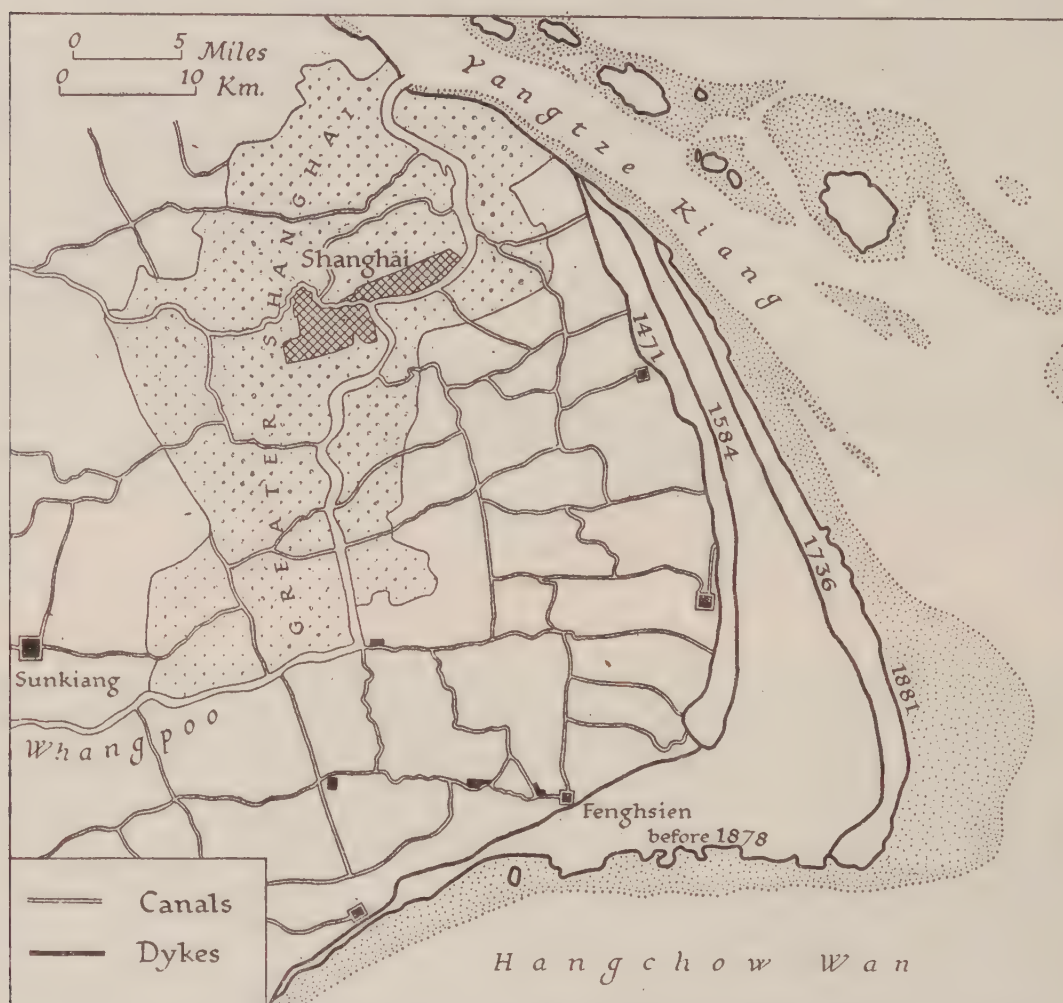 0 5 Miles
0 10 Km.
Yangtze Kiang
GREATER SHANGHAI
Shanghai
1471
1584
1736
1881
Sunkiang
Whangpoo
Fenghsien
before 1878
Canals
Dykes
Hangchow Wan